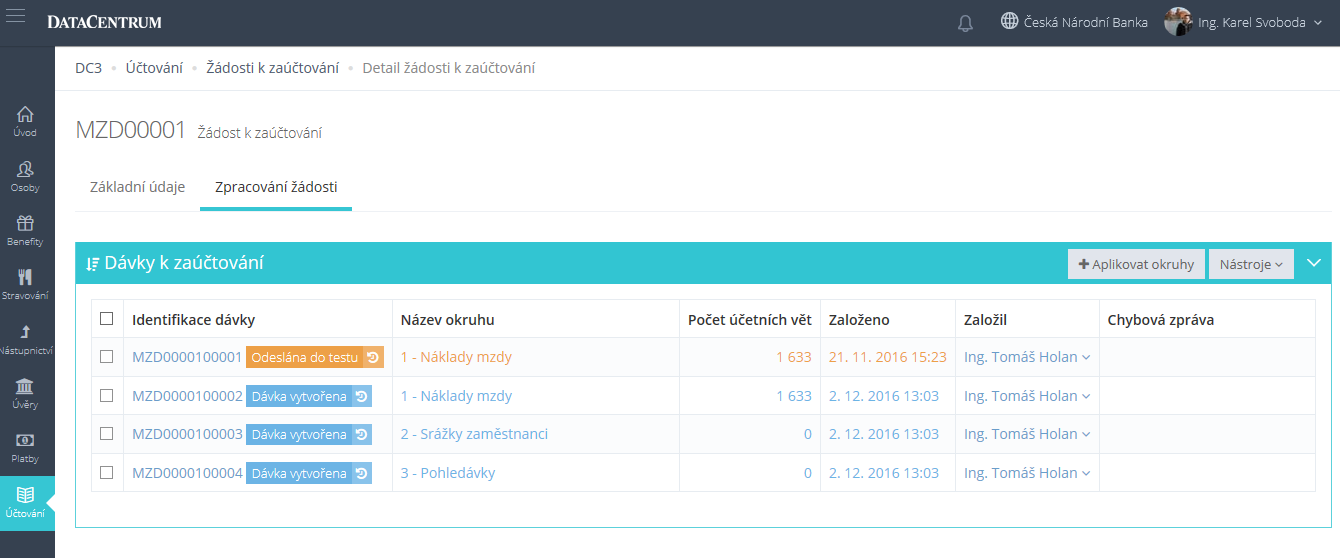 DATACENTRUM
Česká Národní Banka
Ing. Karel Svoboda
DC3 • Účtování • Žádosti k zaúčtování • Detail žádosti k zaúčtování
Úvod
Osoby
Benefity
Stravování
Nástupnictví
Úvěry
Platby
Účtování
MZD00001 Žádost k zaúčtování
Základní údaje
Zpracování žádosti
Dávky k zaúčtování
Aplikovat okruhy
Nástroje
Identifikace dávky Název okruhu Počet účetních vět Založeno Založil Chybová zpráva
MZD0000100001 Odeslána do testu 1 - Náklady mzdy 1 633 21. 11. 2016 15:23 Ing. Tomáš Holan
MZD0000100002 Dávka vytvořena 1 - Náklady mzdy 1 633 2. 12. 2016 13:03 Ing. Tomáš Holan
MZD0000100003 Dávka vytvořena 2 - Srážky zaměstnanci 0 2. 12. 2016 13:03 Ing. Tomáš Holan
MZD0000100004 Dávka vytvořena 3 - Pohledávky 0 2. 12. 2016 13:03 Ing. Tomáš Holan